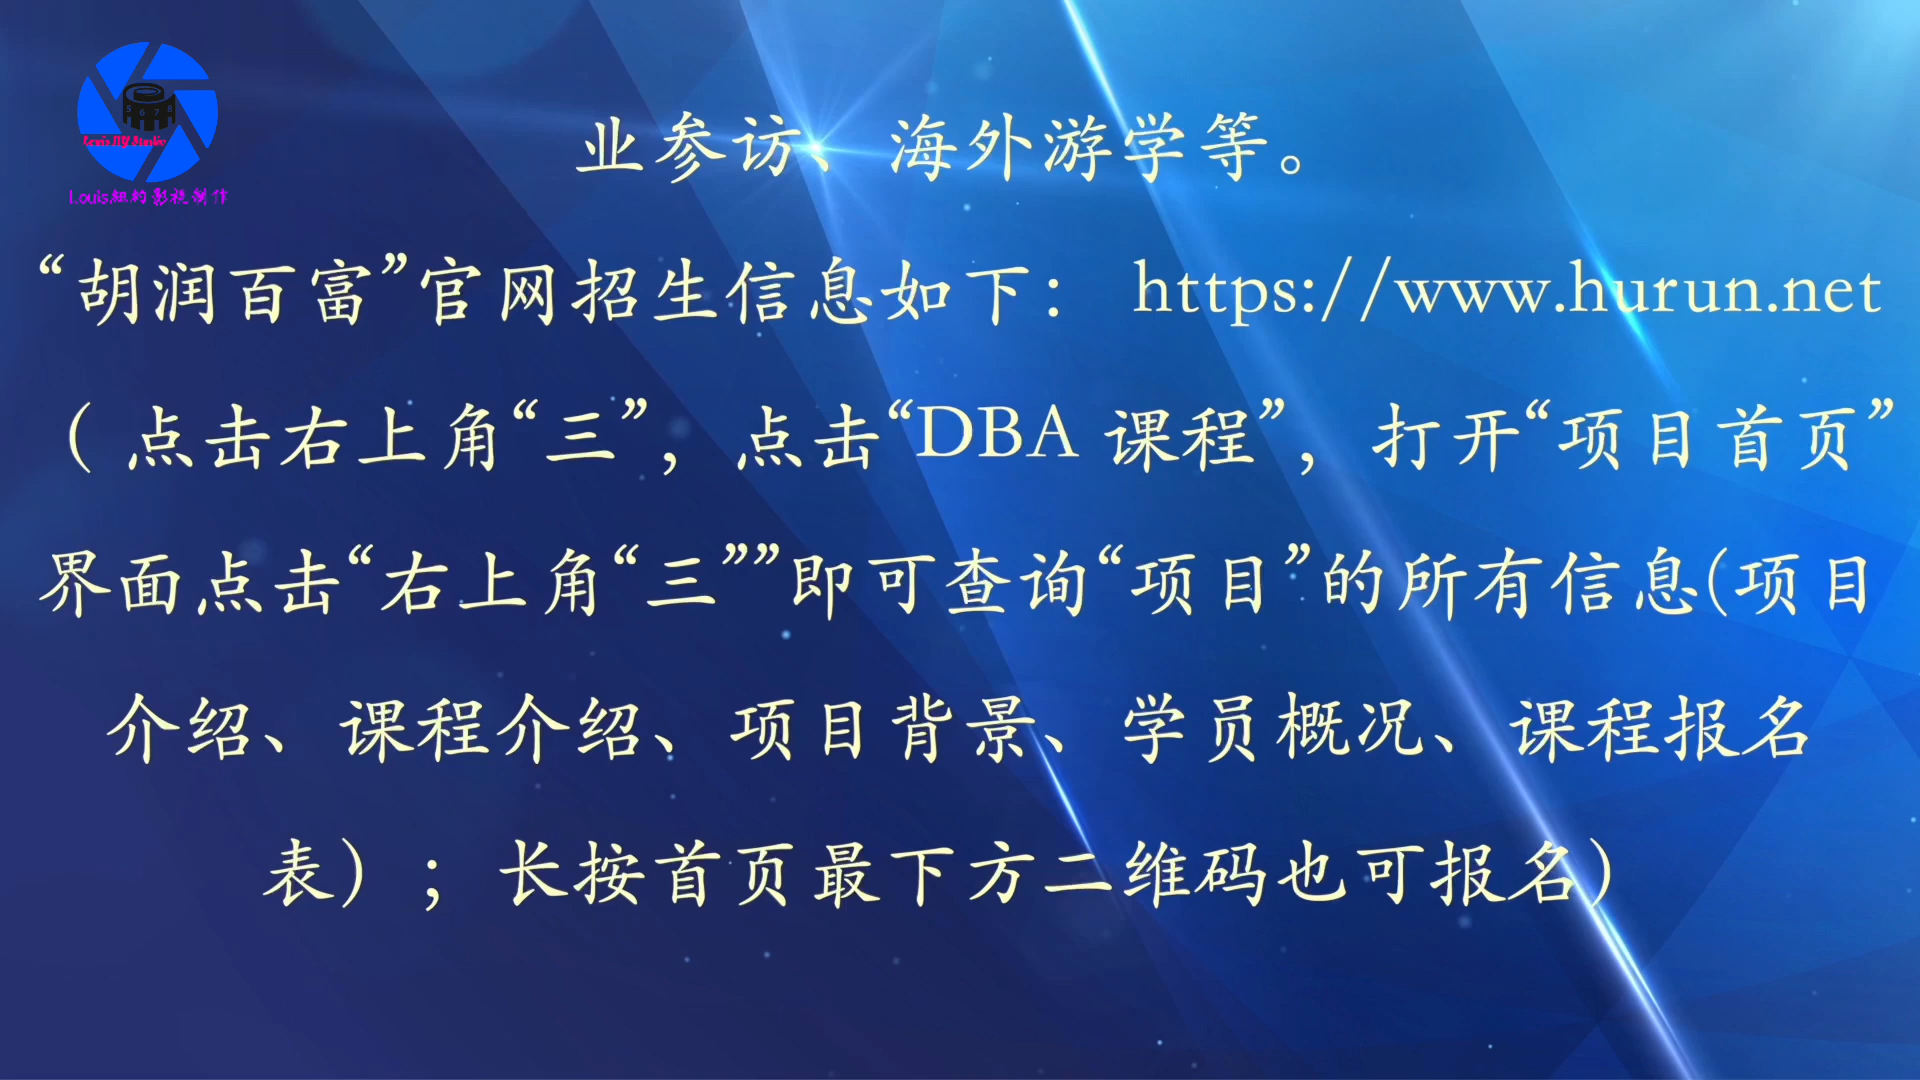 Louis NY Studio
Louis纽约影视制作
业参访、海外游学等。
“胡润百富”官网招生信息如下： https://www.hurun.net
（ 点击右上角“三”，点击“DBA 课程”，打开“项目首页”
界面点击“右上角“三””即可查询“项目”的所有信息(项目
介绍、课程介绍、项目背景、学员概况、课程报名
表）；长按首页最下方二维码也可报名）